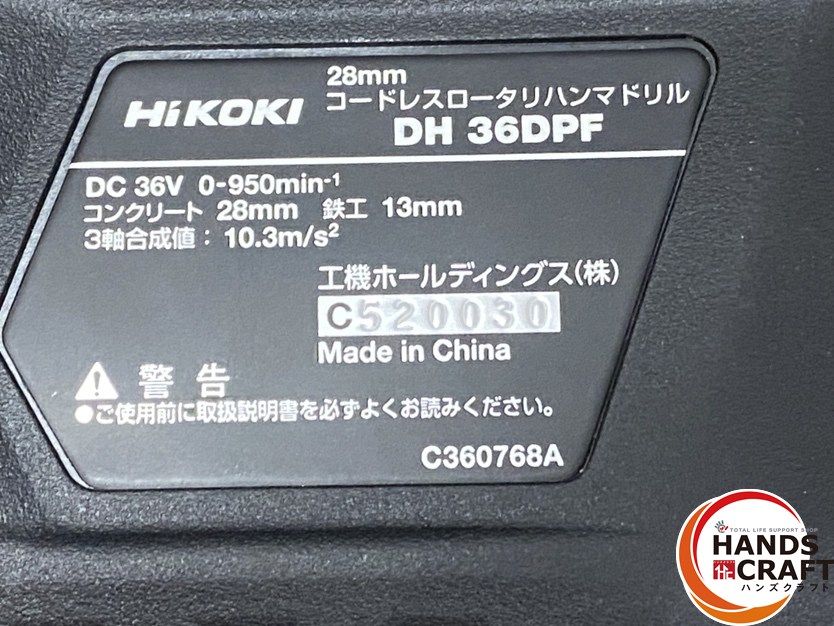 28mm
HiKOKI コードレスロータリハンマドリル
DH 36DPF
DC 36V 0-950min-1
コンクリート 28mm 鉄工 13mm
3軸合成値：10.3m/s2
工機ホールディングス(株)
C520030
Made in China
警告
●ご使用前に取扱説明書を必ずよくお読みください。
C360768A
TOTAL LIFE SUPPORT SHOP
HANDS
CRAFT
ハンズクラフト